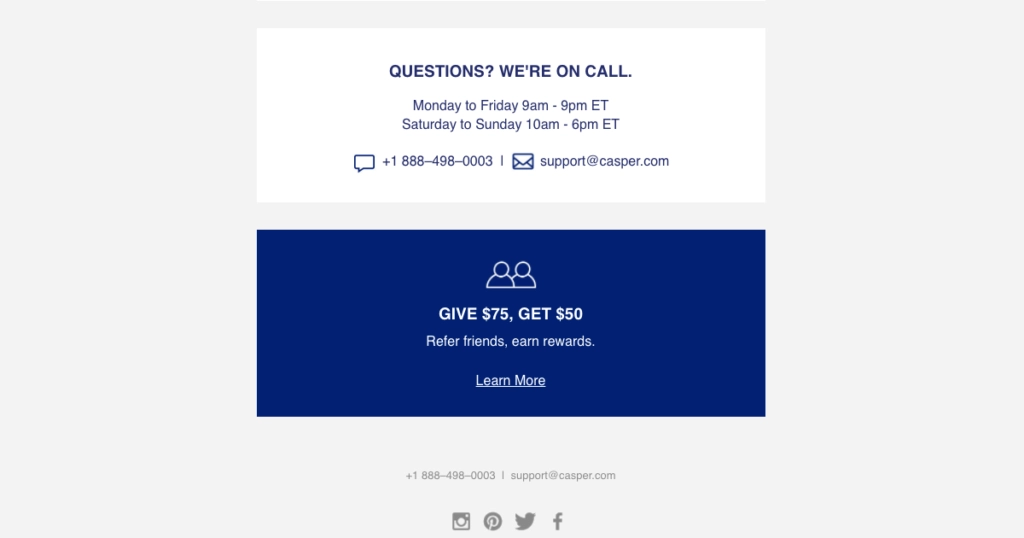 QUESTIONS? WE'RE ON CALL.
Monday to Friday 9am - 9pm ET
Saturday to Sunday 10am - 6pm ET
+1 888–498–0003 | support@casper.com
GIVE $75, GET $50
Refer friends, earn rewards.
Learn More
+1 888–498–0003 | support@casper.com